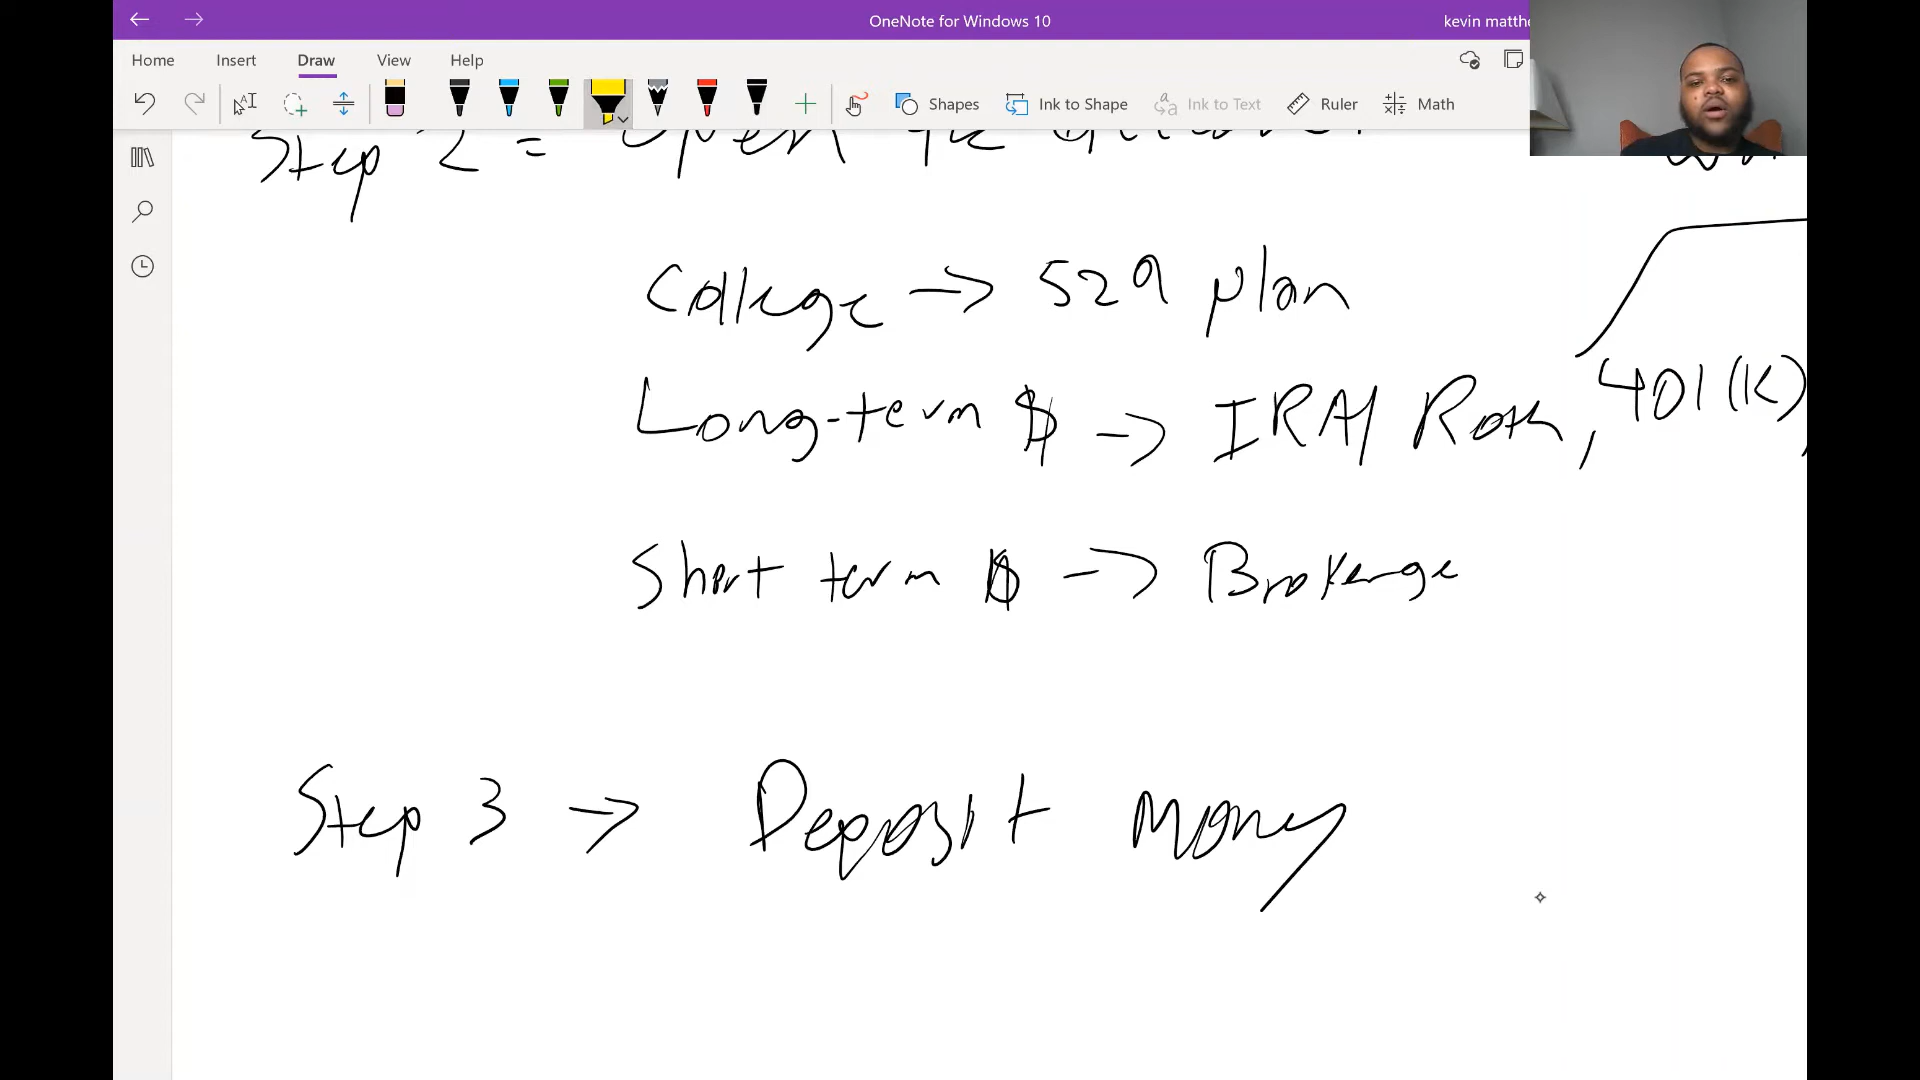 OneNote for Windows 10
kevin matthe
Home Insert Draw View Help
Shapes Ink to Shape Ink to Text Ruler Math
Step 2 = open
College -> 529 plan
Long-term $ -> IRA/ Roth, 401(K)
Short term $ -> Brokerage
Step 3 -> Deposit Money